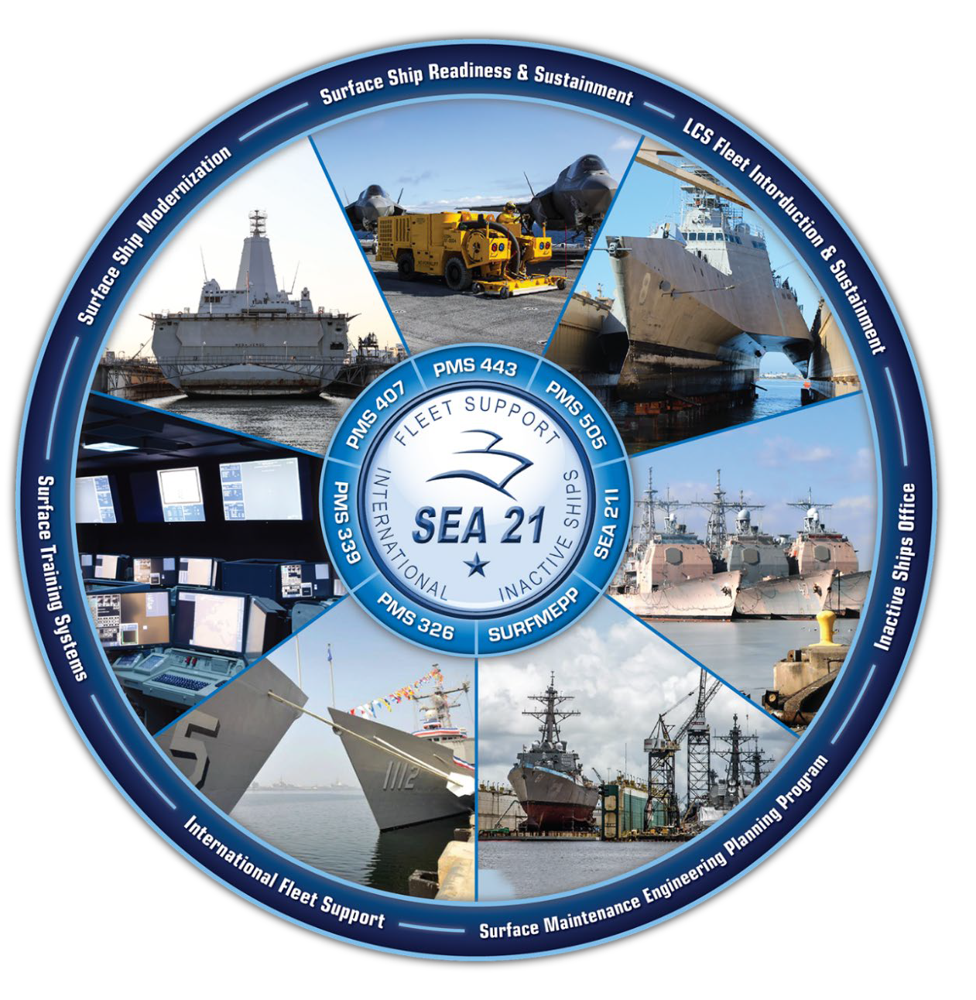 Surface Ship Readiness & Sustainment
LCS Fleet Intorduction & Sustainment
Inactive Ships Office
Surface Maintenance Engineering Planning Program
International Fleet Support
Surface Training Systems
Surface Ship Modernization
PMS 443
PMS 505
SEA 21I
SURFMEPP
PMS 326
PMS 339
PMS 407
FLEET SUPPORT
INACTIVE SHIPS
INTERNATIONAL
SEA 21
8
5
1112